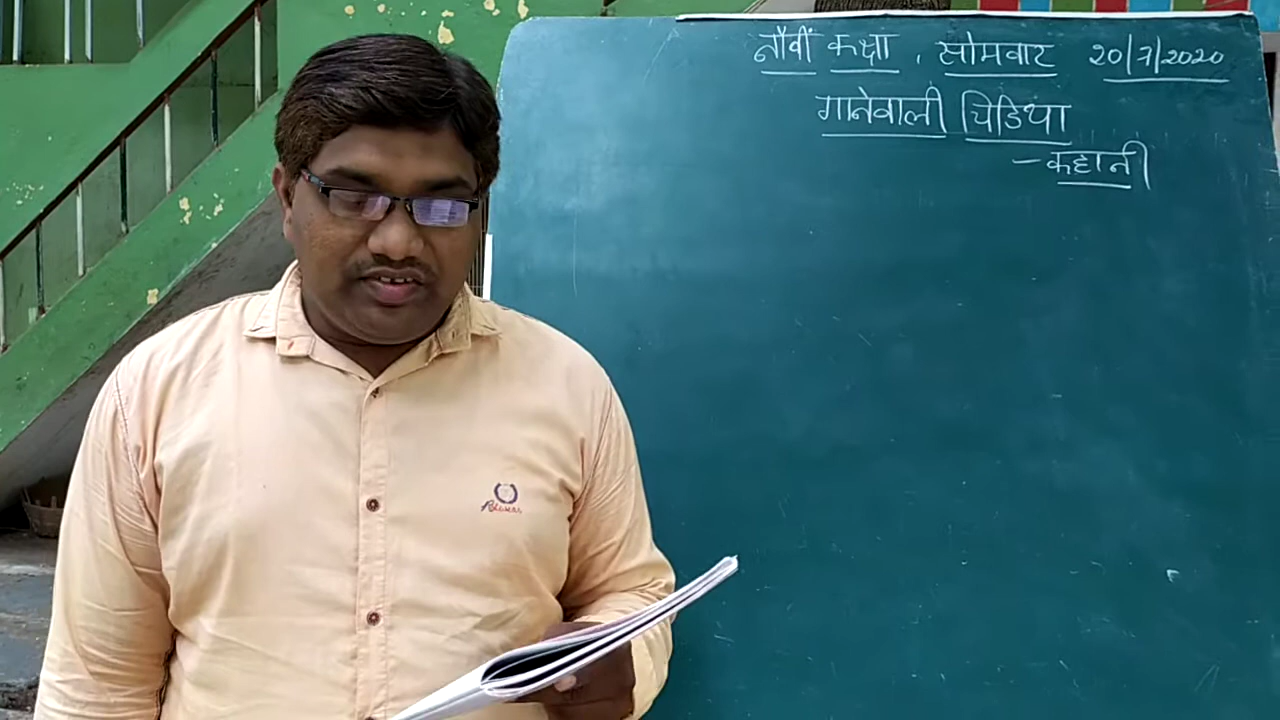 नौवीं कक्षा, सोमवार 20/7/2020
गानेवाली चिडिया
- कहानी